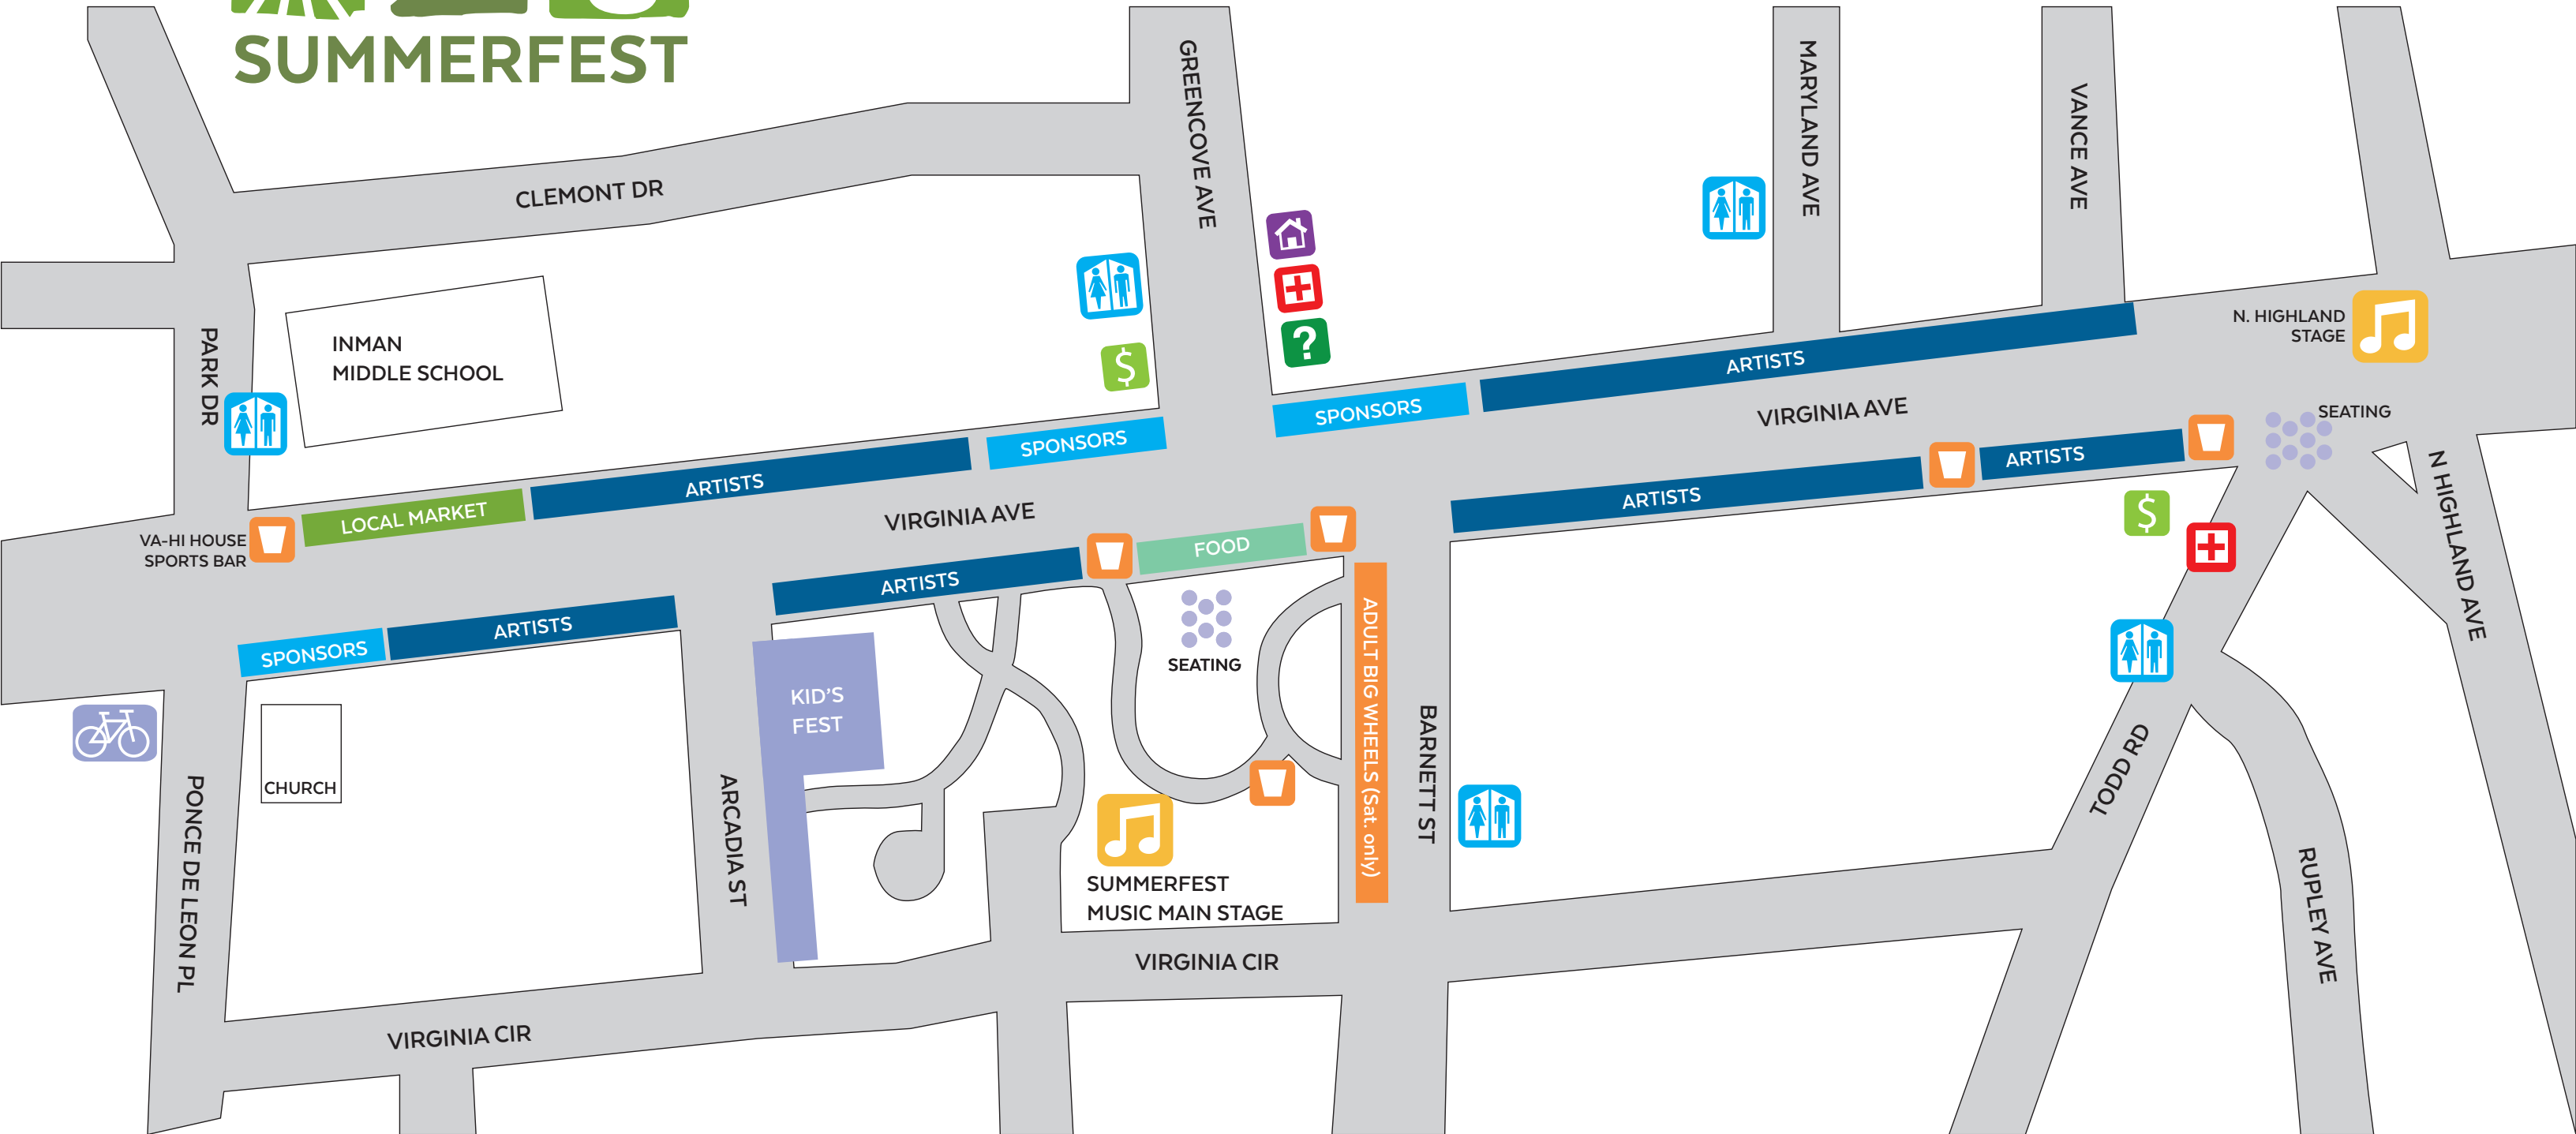 SUMMERFEST
GREENCOVE AVE
MARYLAND AVE
VANCE AVE
CLEMONT DR
PARK DR
INMAN
MIDDLE SCHOOL
$
?
N. HIGHLAND
STAGE
SPONSORS
ARTISTS
VIRGINIA AVE
SEATING
ARTISTS
SPONSORS
ARTISTS
ARTISTS
LOCAL MARKET
VIRGINIA AVE
FOOD
VA-HI HOUSE
SPORTS BAR
$
N HIGHLAND AVE
ARTISTS
ARTISTS
SPONSORS
SEATING
KID'S
FEST
ADULT BIG WHEELS (Sat. only)
BARNETT ST
CHURCH
PONCE DE LEON PL
ARCADIA ST
TODD RD
RUPLEY AVE
SUMMERFEST
MUSIC MAIN STAGE
VIRGINIA CIR
VIRGINIA CIR